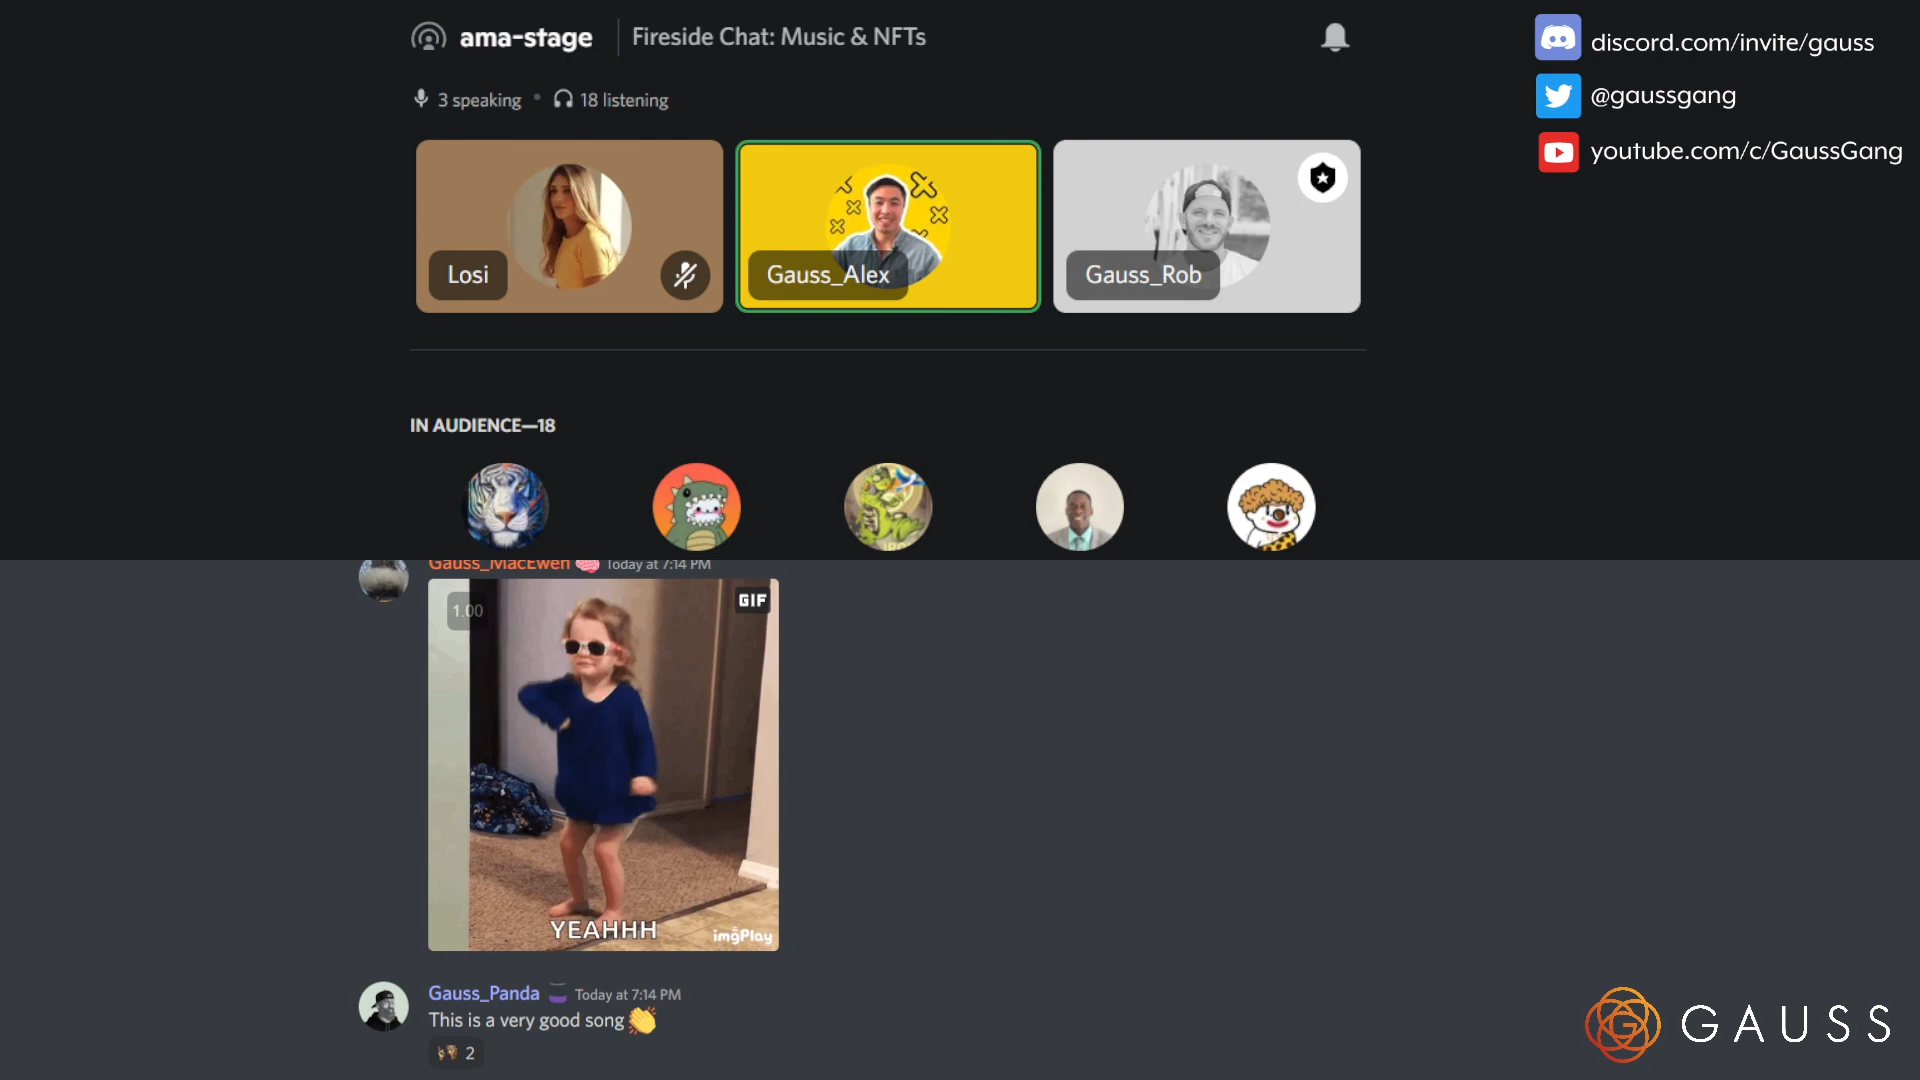 ama-stage
Fireside Chat: Music & NFTs
3 speaking • 18 listening
Losi
Gauss_Alex
Gauss_Rob
IN AUDIENCE—18
discord.com/invite/gauss
@gaussgang
youtube.com/c/GaussGang
Gauss_MacEwen Today at 7:14 PM
1.00
GIF
YEAHHH
imgPlay
Gauss_Panda Today at 7:14 PM
This is a very good song
2
GAUSS